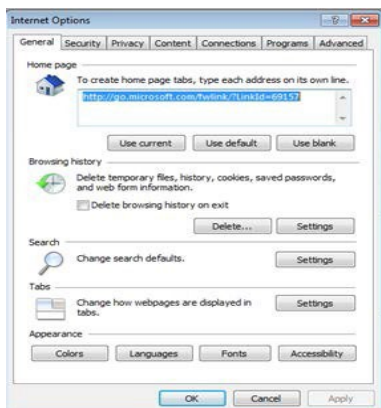 Internet Options
General Security Privacy Content Connections Programs Advanced
Home page
To create home page tabs, type each address on its own line.
http://go.microsoft.com/fwlink/?LinkId=69157
Use current Use default Use blank
Browsing history
Delete temporary files, history, cookies, saved passwords,
and web form information.
Delete browsing history on exit
Delete... Settings
Search
Change search defaults. Settings
Tabs
Change how webpages are displayed in
tabs. Settings
Appearance
Colors Languages Fonts Accessibility
OK Cancel Apply